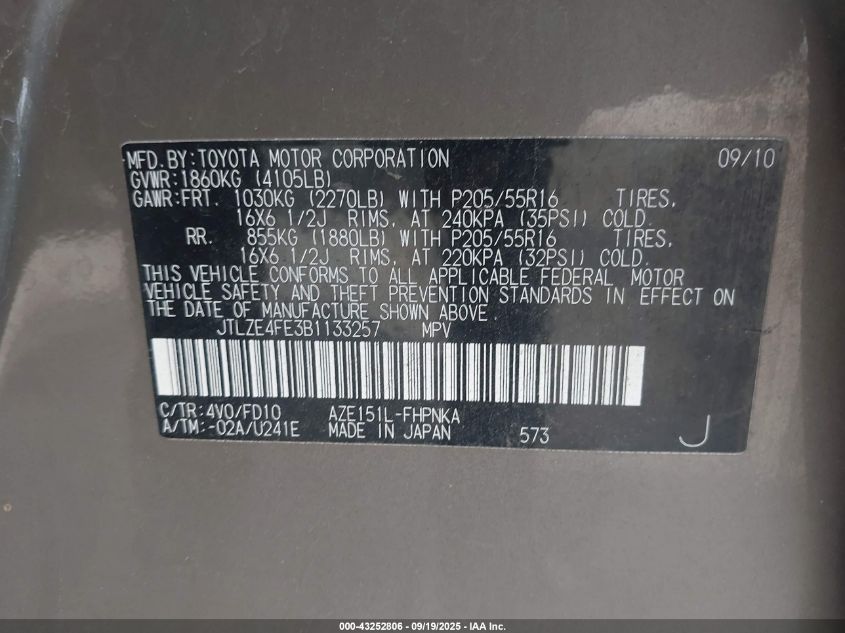 MFD. BY: TOYOTA MOTOR CORPORATION 09/10
GVWR: 1860KG (4105LB)
GAWR: FRT. 1030KG (2270LB) WITH P205/55R16 TIRES,
16X6 1/2J RIMS, AT 240KPA (35PSI) COLD.
RR. 855KG (1880LB) WITH P205/55R16 TIRES,
16X6.1/2J RIMS, AT 220KPA (32PSI) COLD.
THIS VEHICLE CONFORMS TO ALL APPLICABLE FEDERAL MOTOR
VEHICLE SAFETY AND THEFT PREVENTION STANDARDS IN EFFECT ON
THE DATE OF MANUFACTURE SHOWN ABOVE.
JTLZE4FE3B1133257 MPV
C/TR: 4V0/FD10 AZE151L-FHPNKA
A/TM: -02A/U241E MADE IN JAPAN 573 J
000-43252806 - 09/19/2025 - IAA Inc.